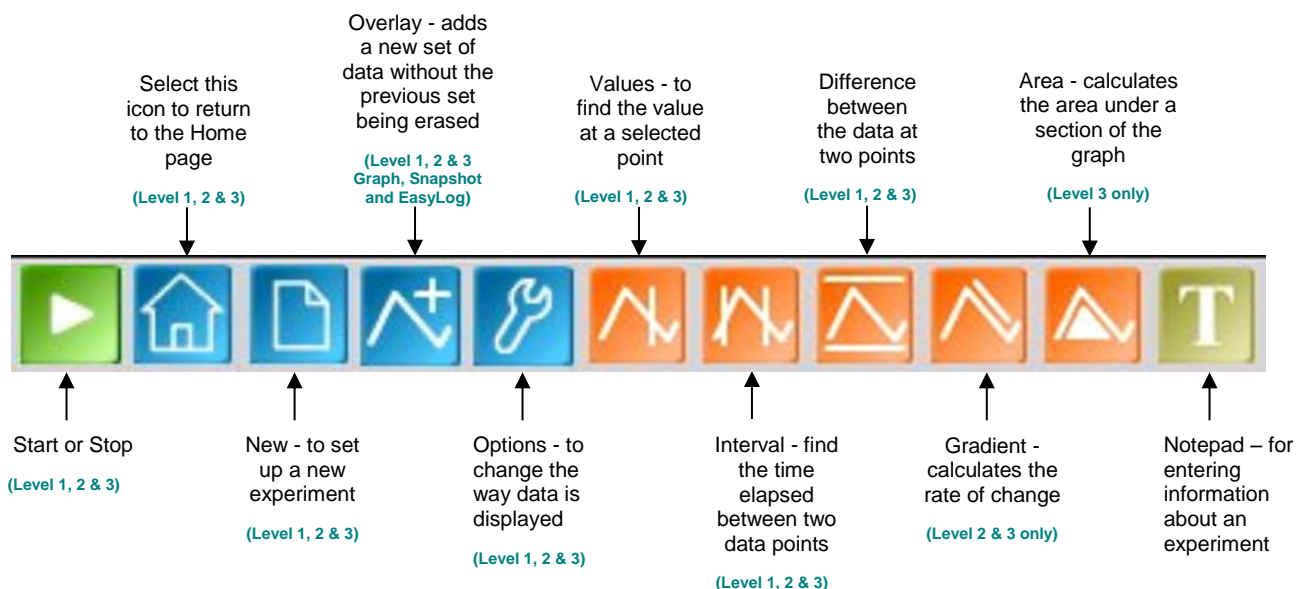 Overlay - adds
a new set of
data without the
previous set
being erased
(Level 1, 2 & 3
Graph, Snapshot
and EasyLog)
Select this
icon to return
to the Home
page
(Level 1, 2 & 3)
Values - to
find the value
at a selected
point
(Level 1, 2 & 3)
Difference
between
the data at
two points
(Level 1, 2 & 3)
Area - calculates
the area under a
section of the
graph
(Level 3 only)
T
Start or Stop
(Level 1, 2 & 3)
New - to set
up a new
experiment
(Level 1, 2 & 3)
Options - to
change the
way data is
displayed
(Level 1, 2 & 3)
Interval - find
the time
elapsed
between two
data points
(Level 1, 2 & 3)
Gradient -
calculates the
rate of change
(Level 2 & 3 only)
Notepad – for
entering
information
about an
experiment